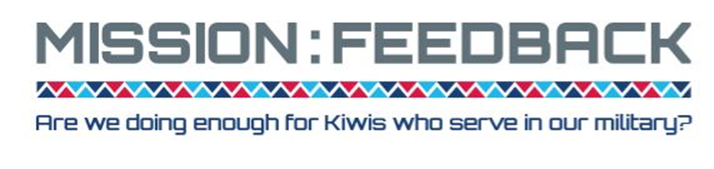 MISSION:FEEDBACK
Are we doing enough for Kiwis who serve in our military?